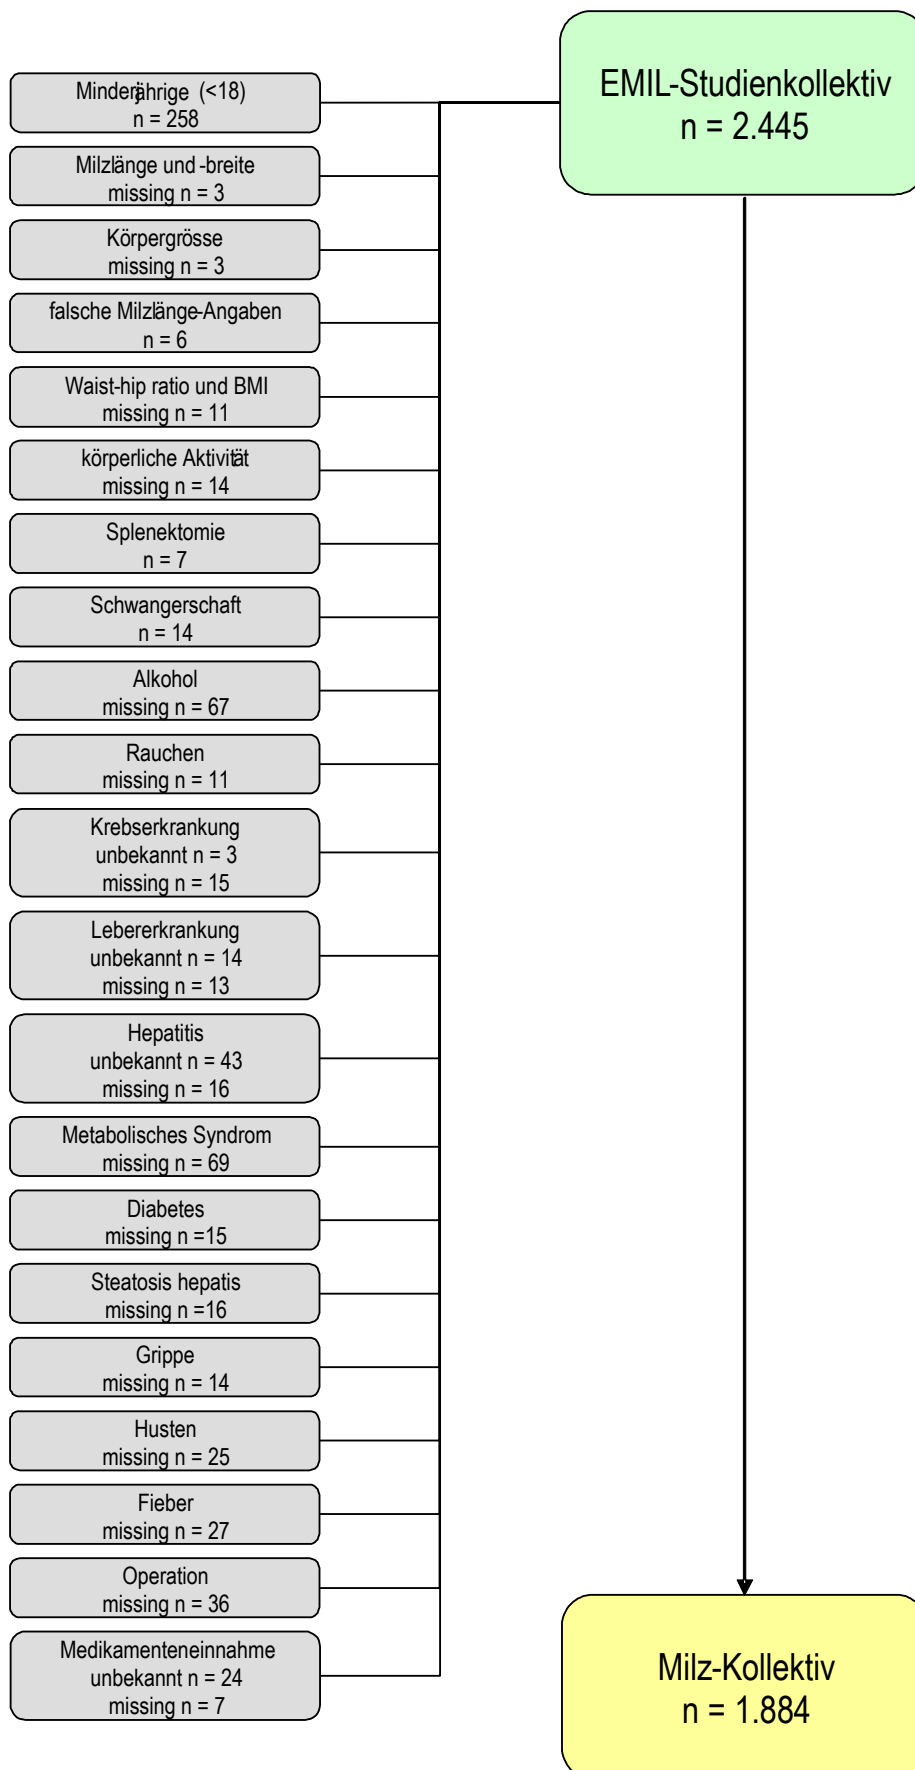 EMIL-Studienkollektiv
n = 2.445
Minderjährige (<18)
n = 258
Milzlänge und -breite
missing n = 3
Körpergrösse
missing n = 3
falsche Milzlänge-Angaben
n = 6
Waist-hip ratio und BMI
missing n = 11
körperliche Aktivität
missing n = 14
Splenektomie
n = 7
Schwangerschaft
n = 14
Alkohol
missing n = 67
Rauchen
missing n = 11
Krebserkrankung
unbekannt n = 3
missing n = 15
Lebererkrankung
unbekannt n = 14
missing n = 13
Hepatitis
unbekannt n = 43
missing n = 16
Metabolisches Syndrom
missing n = 69
Diabetes
missing n =15
Steatosis hepatis
missing n =16
Grippe
missing n = 14
Husten
missing n = 25
Fieber
missing n = 27
Operation
missing n = 36
Medikamenteneinnahme
unbekannt n = 24
missing n = 7
Milz-Kollektiv
n = 1.884